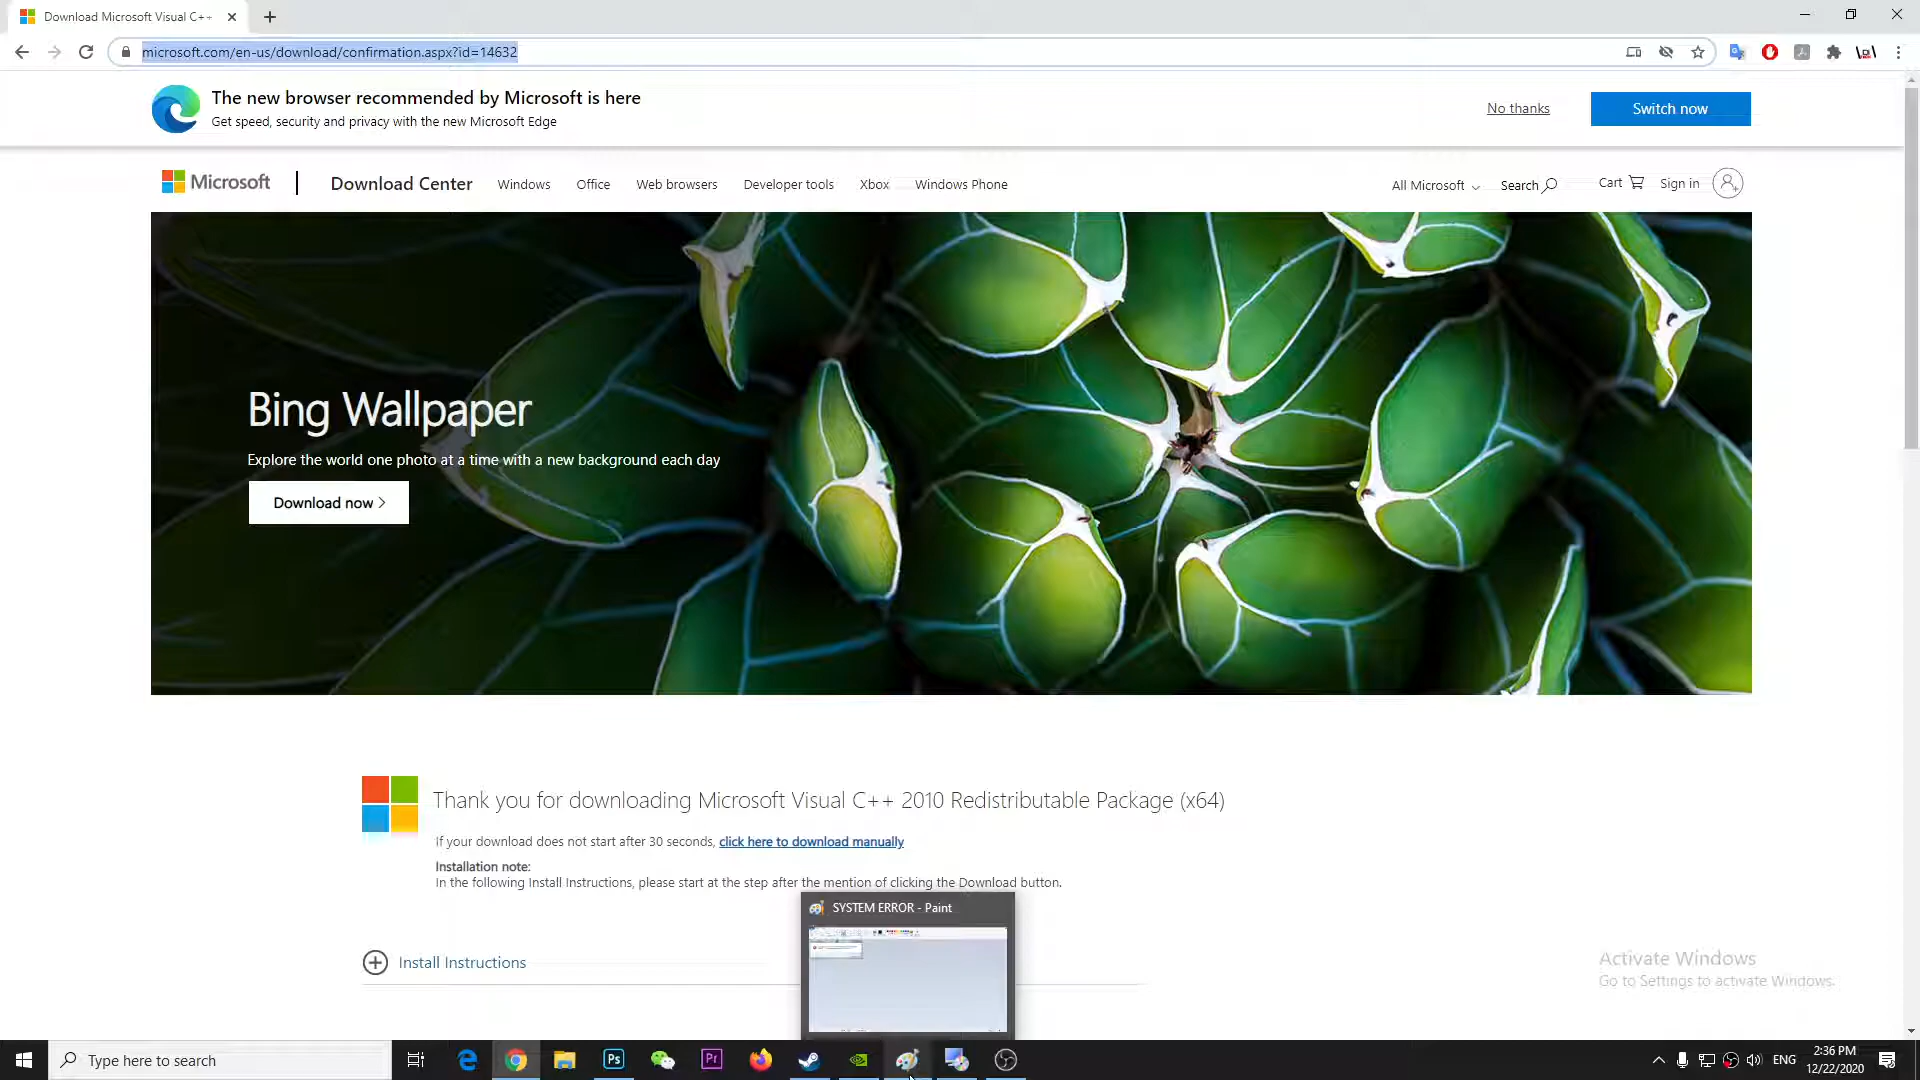 Download Microsoft Visual C++
microsoft.com/en-us/download/confirmation.aspx?id=14632
The new browser recommended by Microsoft is here
Get speed, security and privacy with the new Microsoft Edge
No thanks
Switch now
Microsoft
Download Center
Windows
Office
Web browsers
Developer tools
Xbox
Windows Phone
All Microsoft
Search
Cart
Sign in
Bing Wallpaper
Explore the world one photo at a time with a new background each day
Download now
Thank you for downloading Microsoft Visual C++ 2010 Redistributable Package (x64)
If your download does not start after 30 seconds, click here to download manually
Installation note:
In the following Install Instructions, please start at the step after the mention of clicking the Download button.
SYSTEM ERROR - Paint
Install Instructions
Activate Windows
Go to Settings to activate Windows.
Type here to search
Ps
Pr
ENG
2:36 PM
12/22/2020